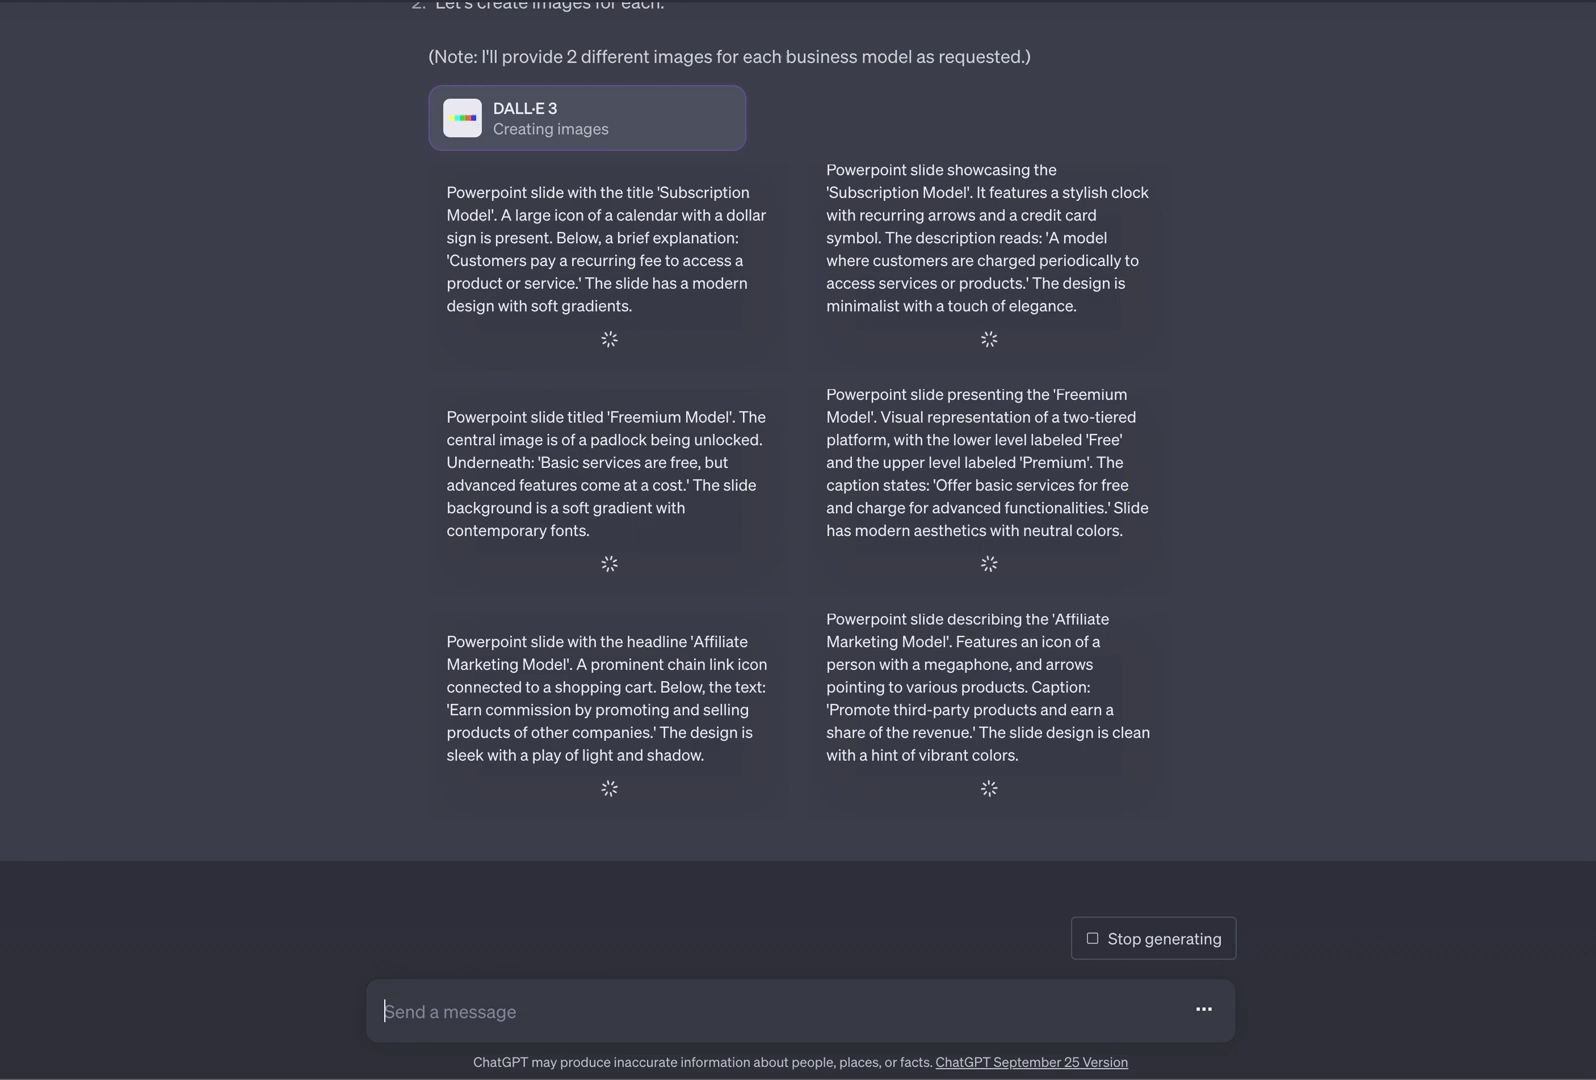 2. Let's create images for each.
(Note: I'll provide 2 different images for each business model as requested.)
DALL·E 3
Creating images
Powerpoint slide with the title 'Subscription
Model'. A large icon of a calendar with a dollar
sign is present. Below, a brief explanation:
'Customers pay a recurring fee to access a
product or service.' The slide has a modern
design with soft gradients.
Powerpoint slide showcasing the
'Subscription Model'. It features a stylish clock
with recurring arrows and a credit card
symbol. The description reads: 'A model
where customers are charged periodically to
access services or products.' The design is
minimalist with a touch of elegance.
Powerpoint slide titled 'Freemium Model'. The
central image is of a padlock being unlocked.
Underneath: 'Basic services are free, but
advanced features come at a cost.' The slide
background is a soft gradient with
contemporary fonts.
Powerpoint slide presenting the 'Freemium
Model'. Visual representation of a two-tiered
platform, with the lower level labeled 'Free'
and the upper level labeled 'Premium'. The
caption states: 'Offer basic services for free
and charge for advanced functionalities.' Slide
has modern aesthetics with neutral colors.
Powerpoint slide with the headline 'Affiliate
Marketing Model'. A prominent chain link icon
connected to a shopping cart. Below, the text:
'Earn commission by promoting and selling
products of other companies.' The design is
sleek with a play of light and shadow.
Powerpoint slide describing the 'Affiliate
Marketing Model'. Features an icon of a
person with a megaphone, and arrows
pointing to various products. Caption:
'Promote third-party products and earn a
share of the revenue.' The slide design is clean
with a hint of vibrant colors.
Stop generating
Send a message
ChatGPT may produce inaccurate information about people, places, or facts. ChatGPT September 25 Version